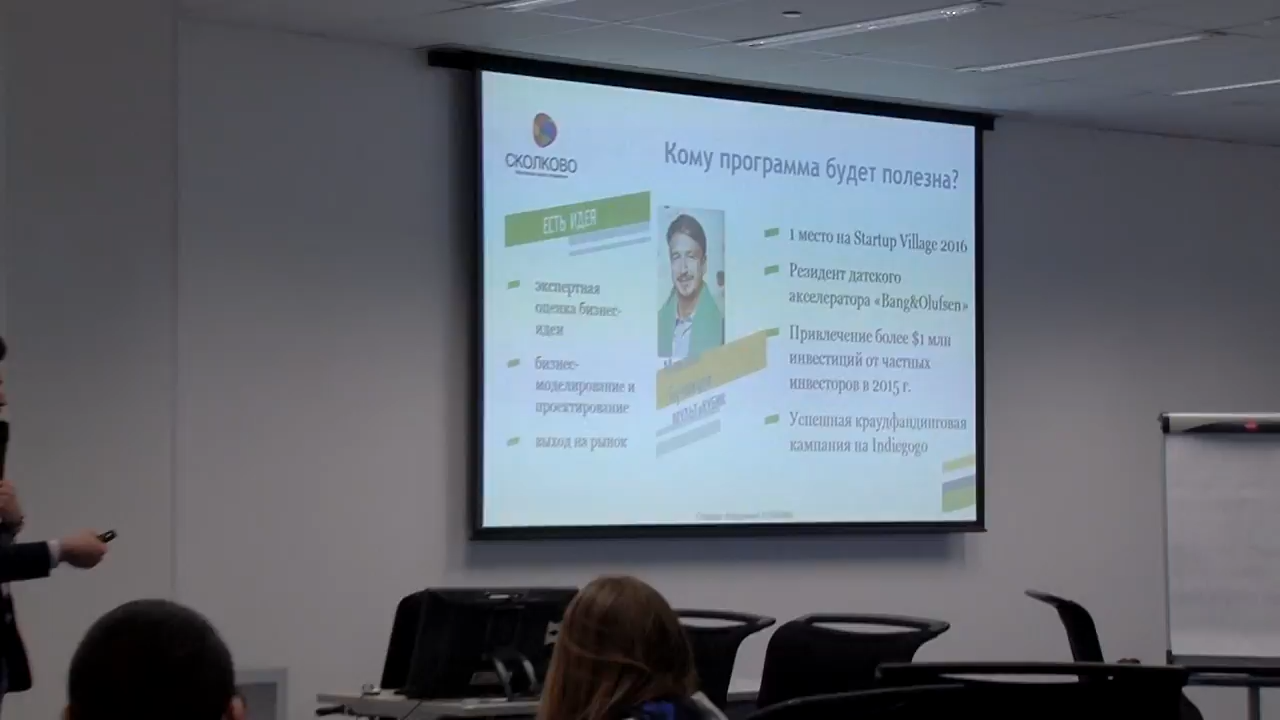 СКОЛКОВО
Кому программа будет полезна?
ЕСТЬ ИДЕЯ
экспертная
оценка бизнес-
идеи
бизнес-
моделирование и
проектирование
выход на рынок
МУЛЬТиКУБИК
1 место на Startup Village 2016
Резидент датского
акселератора «Bang&Olufsen»
Привлечение более $1 млн
инвестиций от частных
инвесторов в 2015 г.
Успешная краудфандинговая
кампания на Indiegogo